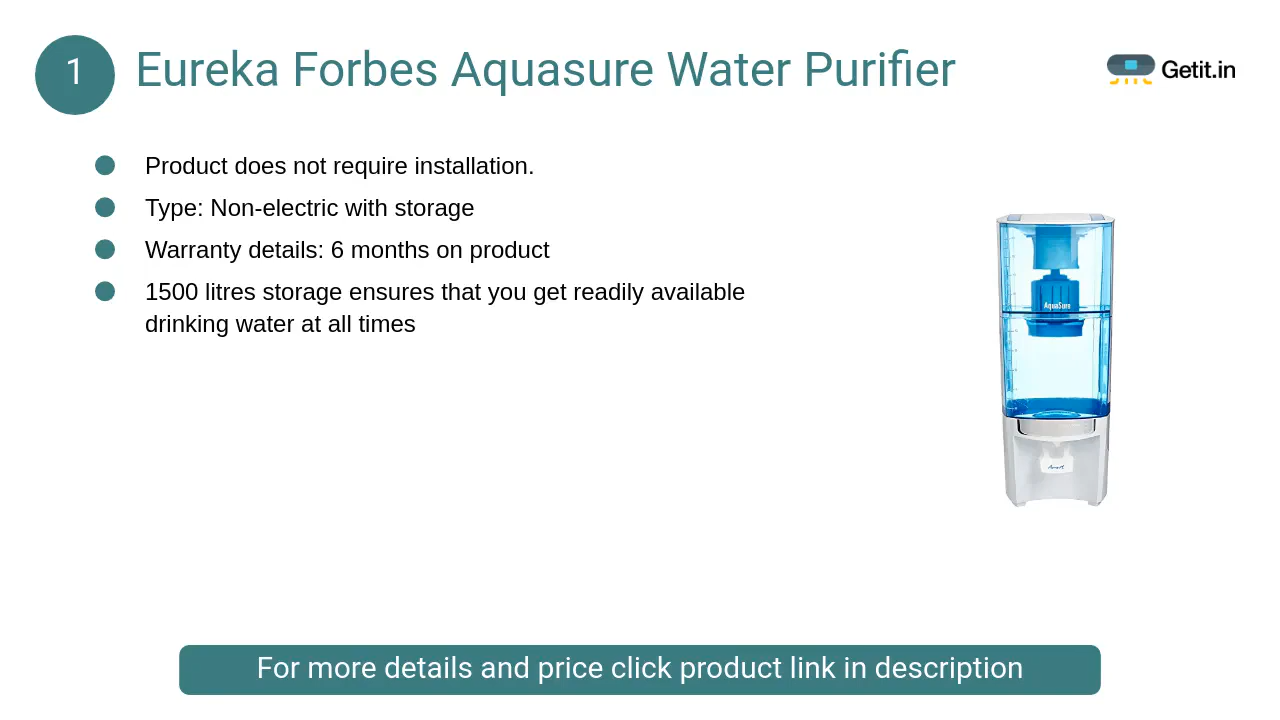 1
Eureka Forbes Aquasure Water Purifier
Getit.in
Product does not require installation.
Type: Non-electric with storage
Warranty details: 6 months on product
1500 litres storage ensures that you get readily available
drinking water at all times
AquaSure
For more details and price click product link in description